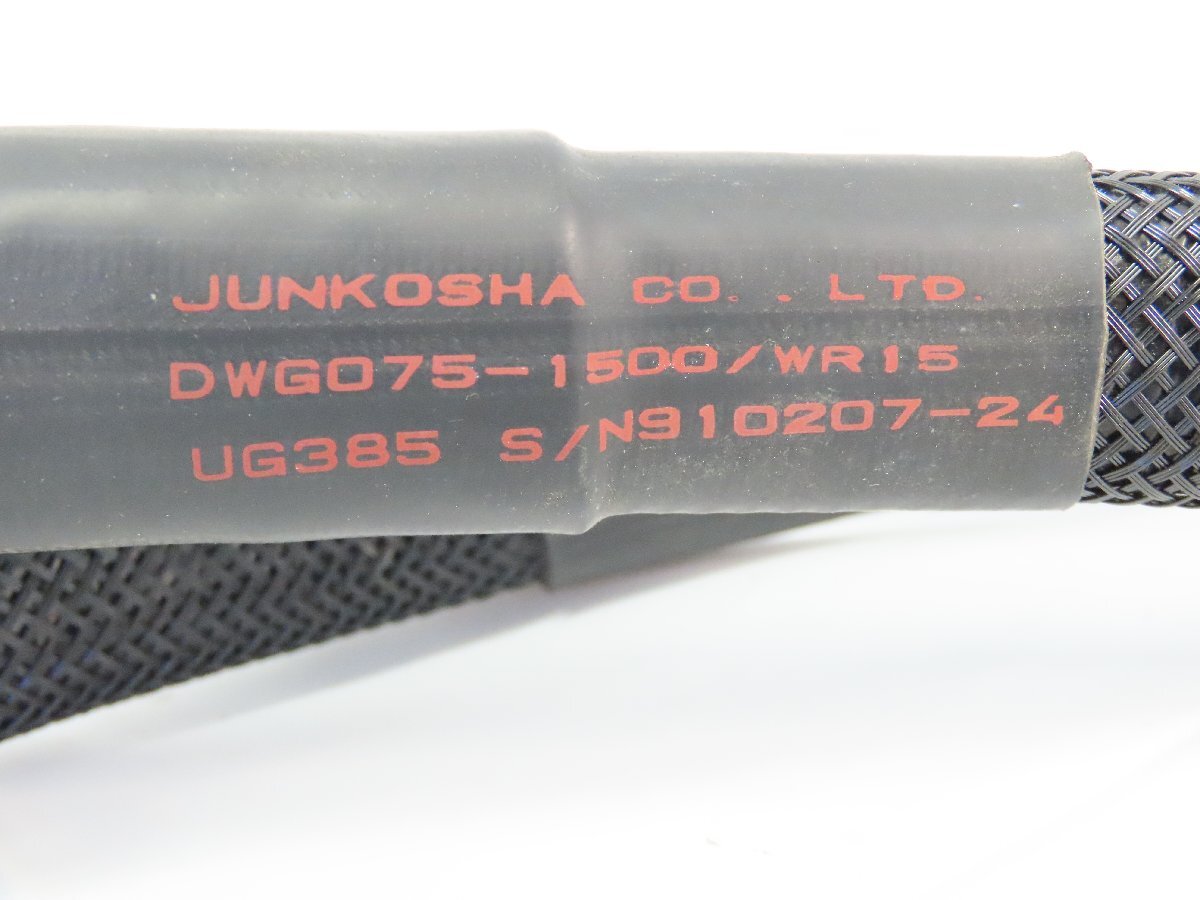 JUNKOSHA CO.,LTD.
DWG075-1500/WR15
UG385 S/N910207-24